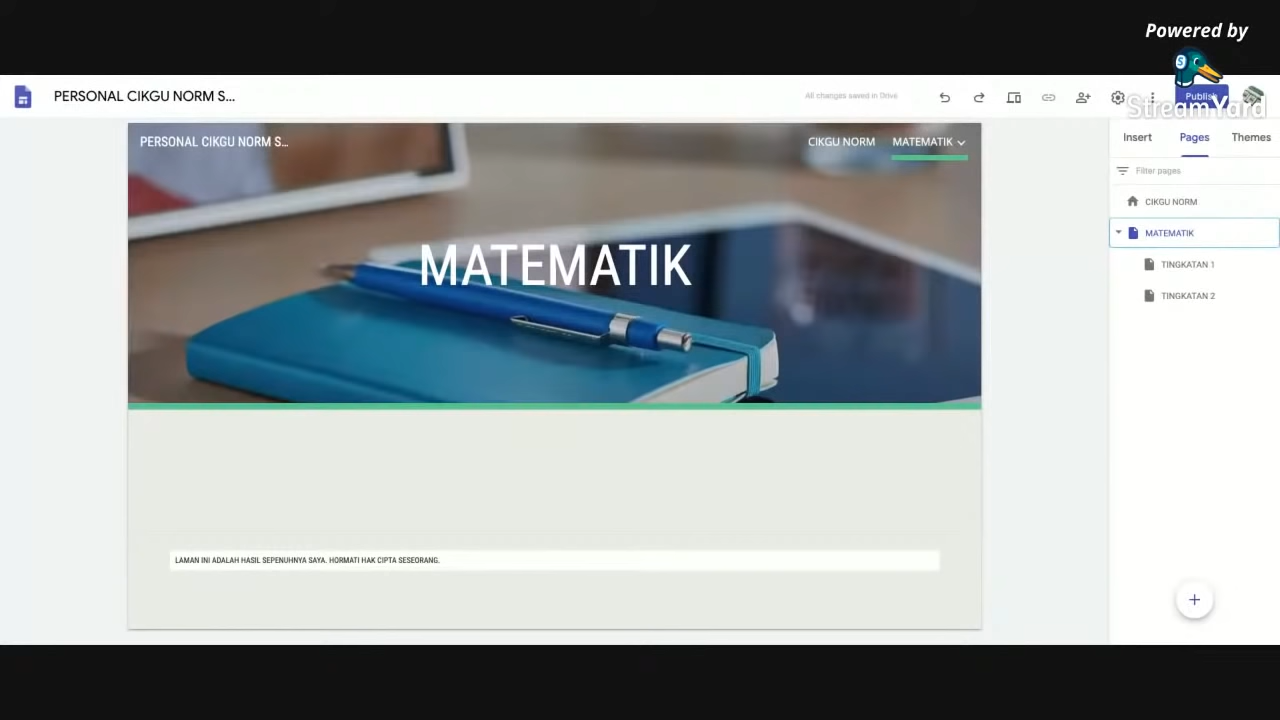 Powered by
StreamYard
PERSONAL CIKGU NORM S...
All changes saved in Drive
Publish
Insert
Pages
Themes
PERSONAL CIKGU NORM S...
CIKGU NORM
MATEMATIK
Filter pages
CIKGU NORM
MATEMATIK
TINGKATAN 1
TINGKATAN 2
MATEMATIK
LAMAN INI ADALAH HASIL SEPENUHNYA SAYA. HORMATI HAK CIPTA SESEORANG.